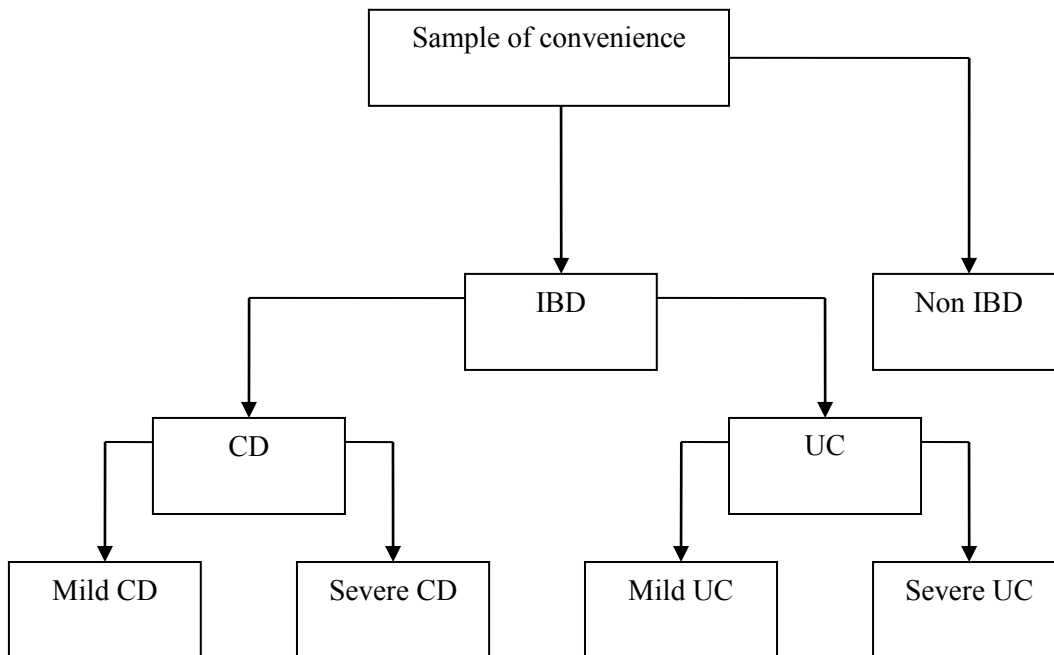 Sample of convenience
IBD
Non IBD
CD
UC
Mild CD
Severe CD
Mild UC
Severe UC